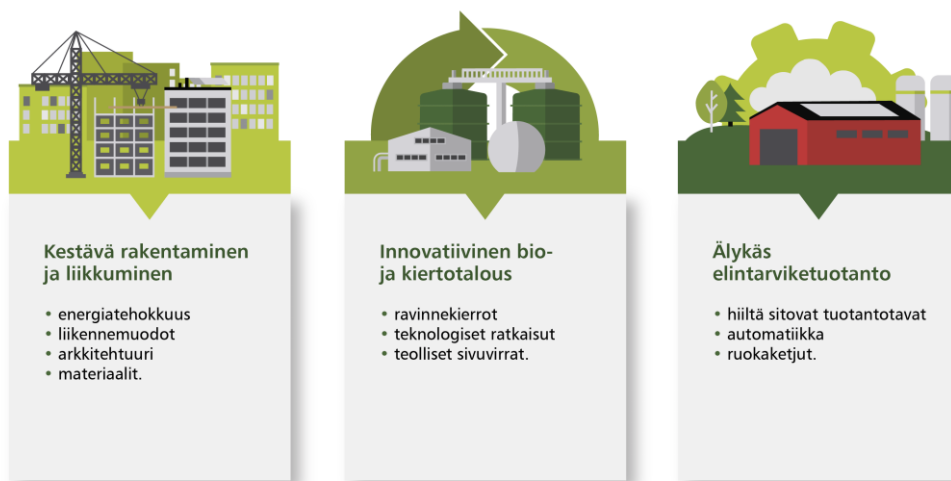 Kestävä rakentaminen
ja liikkuminen
• energiatehokkuus
• liikennemuodot
• arkkitehtuuri
• materiaalit.
Innovatiivinen bio-
ja kiertotalous
• ravinnekierrot
• teknologiset ratkaisut
• teolliset sivuvirrat.
Älykäs
elintarviketuotanto
• hiiltä sitovat tuotantotavat
• automatiikka
• ruokaketjut.